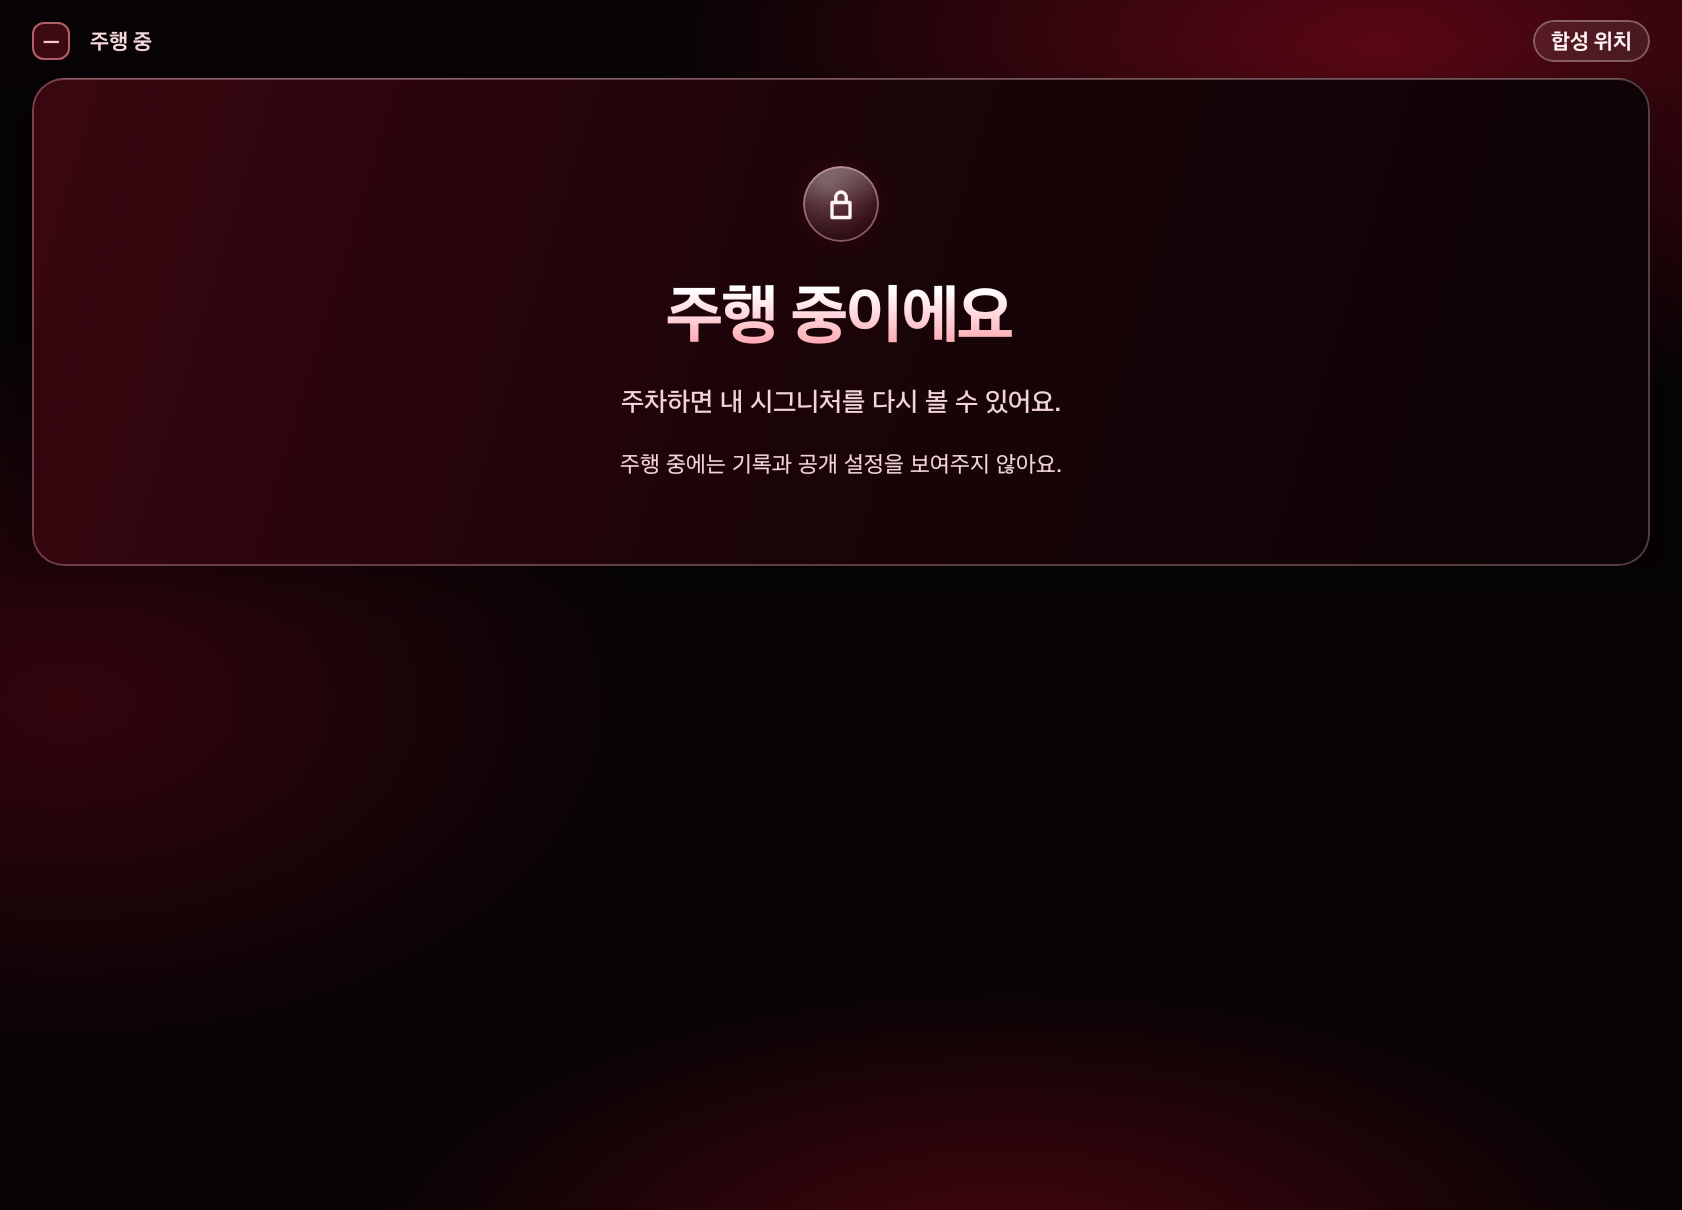 주행 중
합성 위치
주행 중이에요
주차하면 내 시그니처를 다시 볼 수 있어요.
주행 중에는 기록과 공개 설정을 보여주지 않아요.